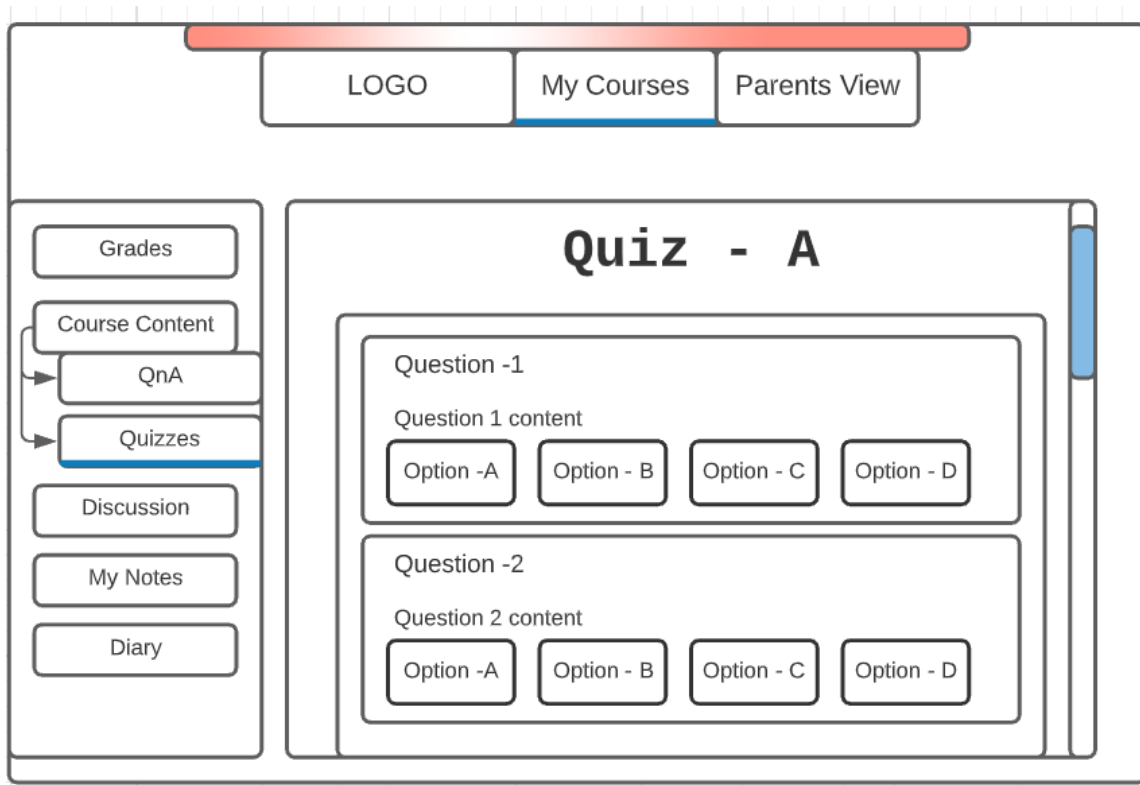 LOGO
My Courses
Parents View
Grades
Course Content
QnA
Quizzes
Discussion
My Notes
Diary
Quiz - A
Question -1
Question 1 content
Option -A
Option - B
Option - C
Option - D
Question -2
Question 2 content
Option -A
Option - B
Option - C
Option - D